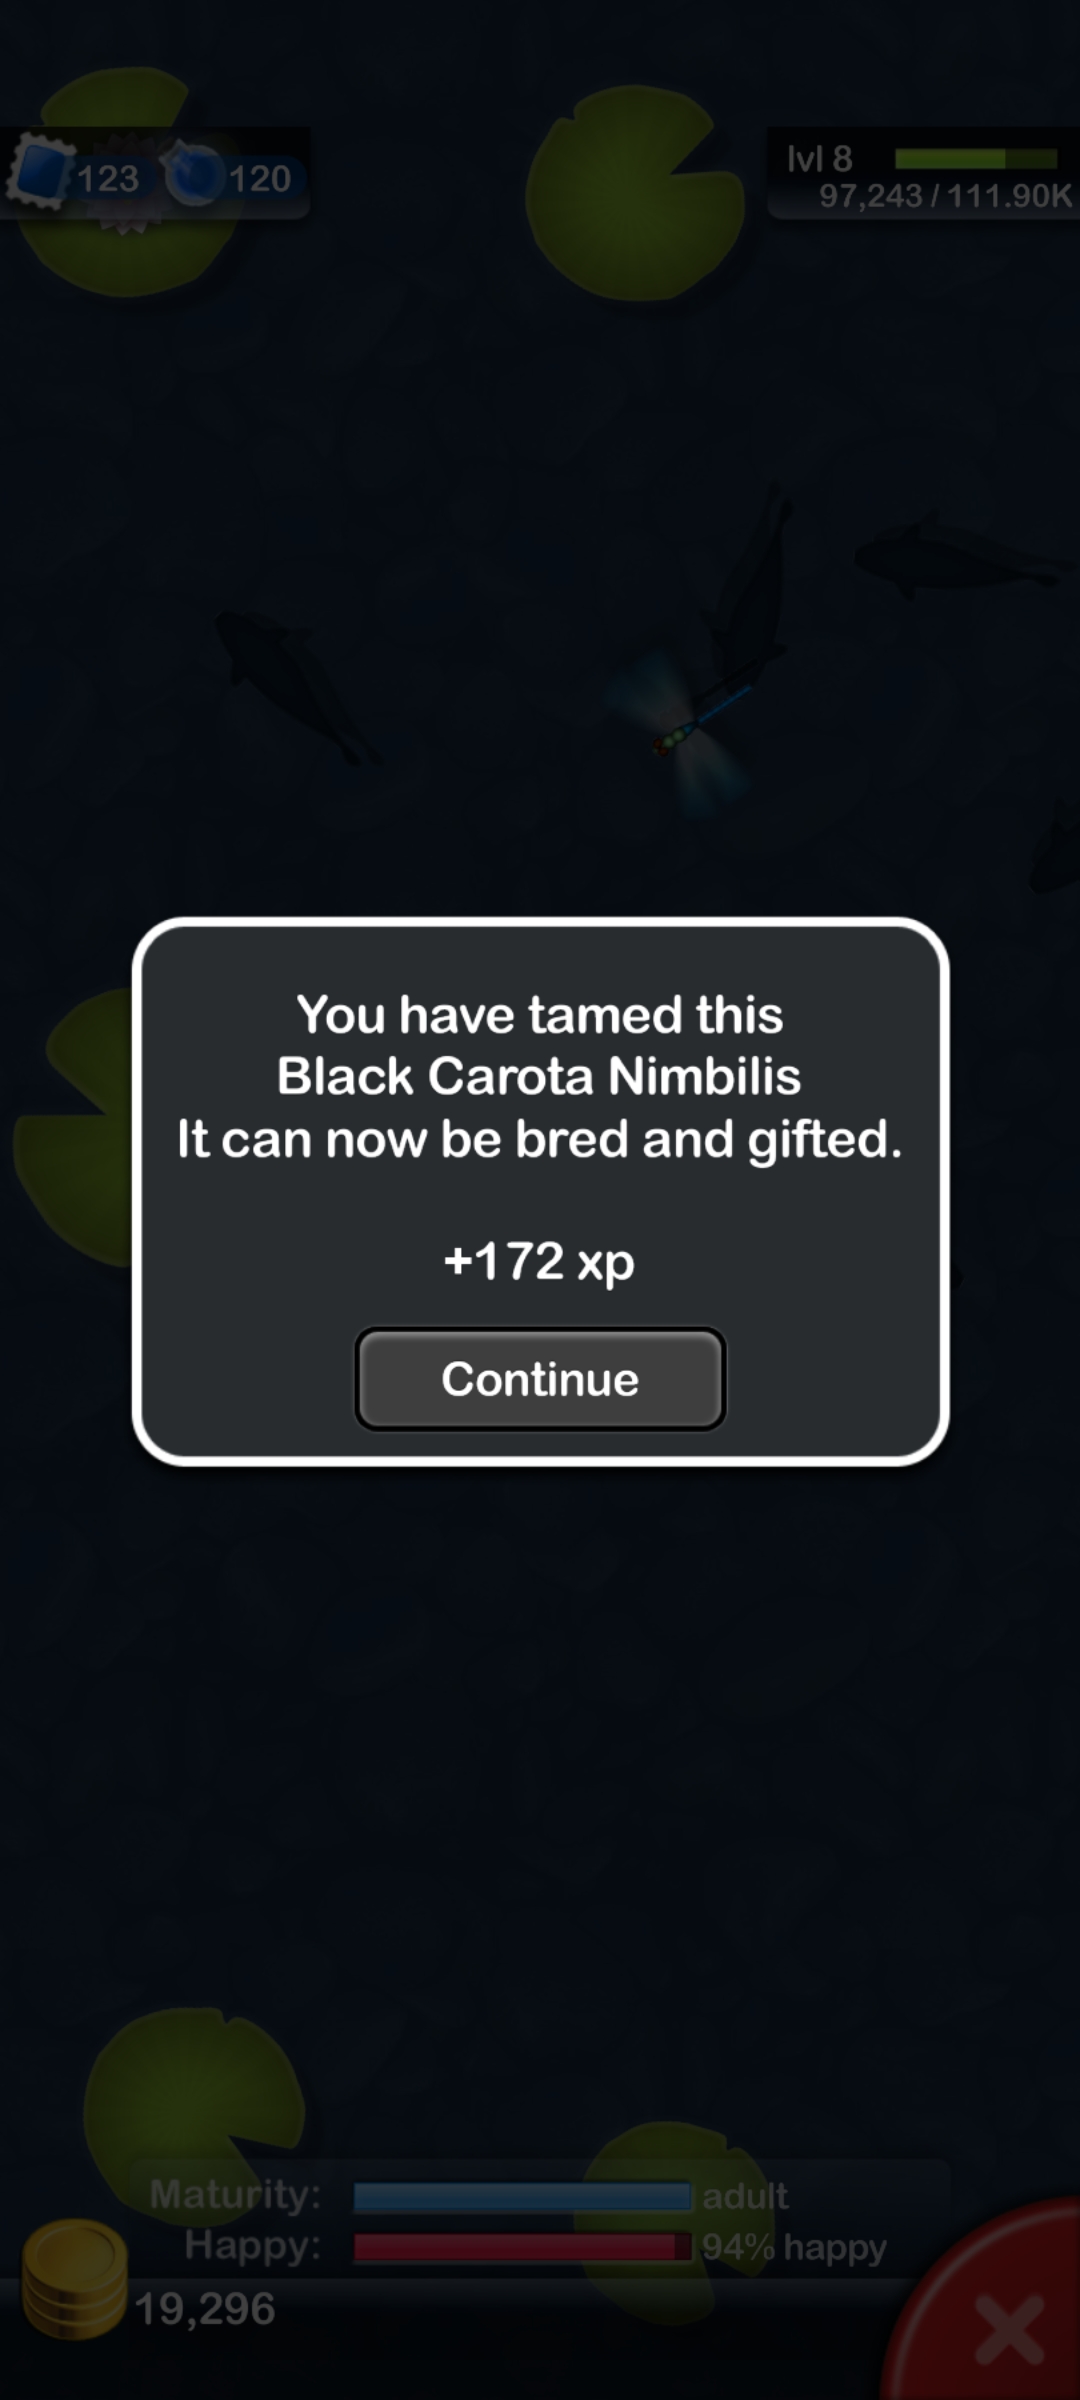 123
120
lvl 8
97,243 / 111.90K
You have tamed this
Black Carota Nimbilis
It can now be bred and gifted.
+172 xp
Continue
Maturity: adult
Happy: 94% happy
19,296